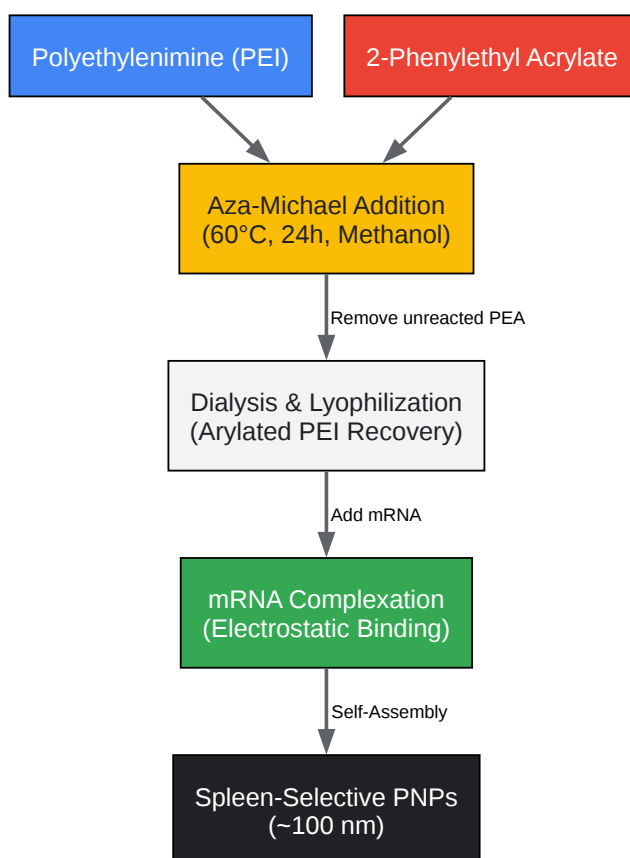 Polyethylenimine (PEI)
2-Phenylethyl Acrylate
Aza-Michael Addition
(60°C, 24h, Methanol)
Remove unreacted PEA
Dialysis & Lyophilization
(Arylated PEI Recovery)
Add mRNA
mRNA Complexation
(Electrostatic Binding)
Self-Assembly
Spleen-Selective PNPs
(~100 nm)